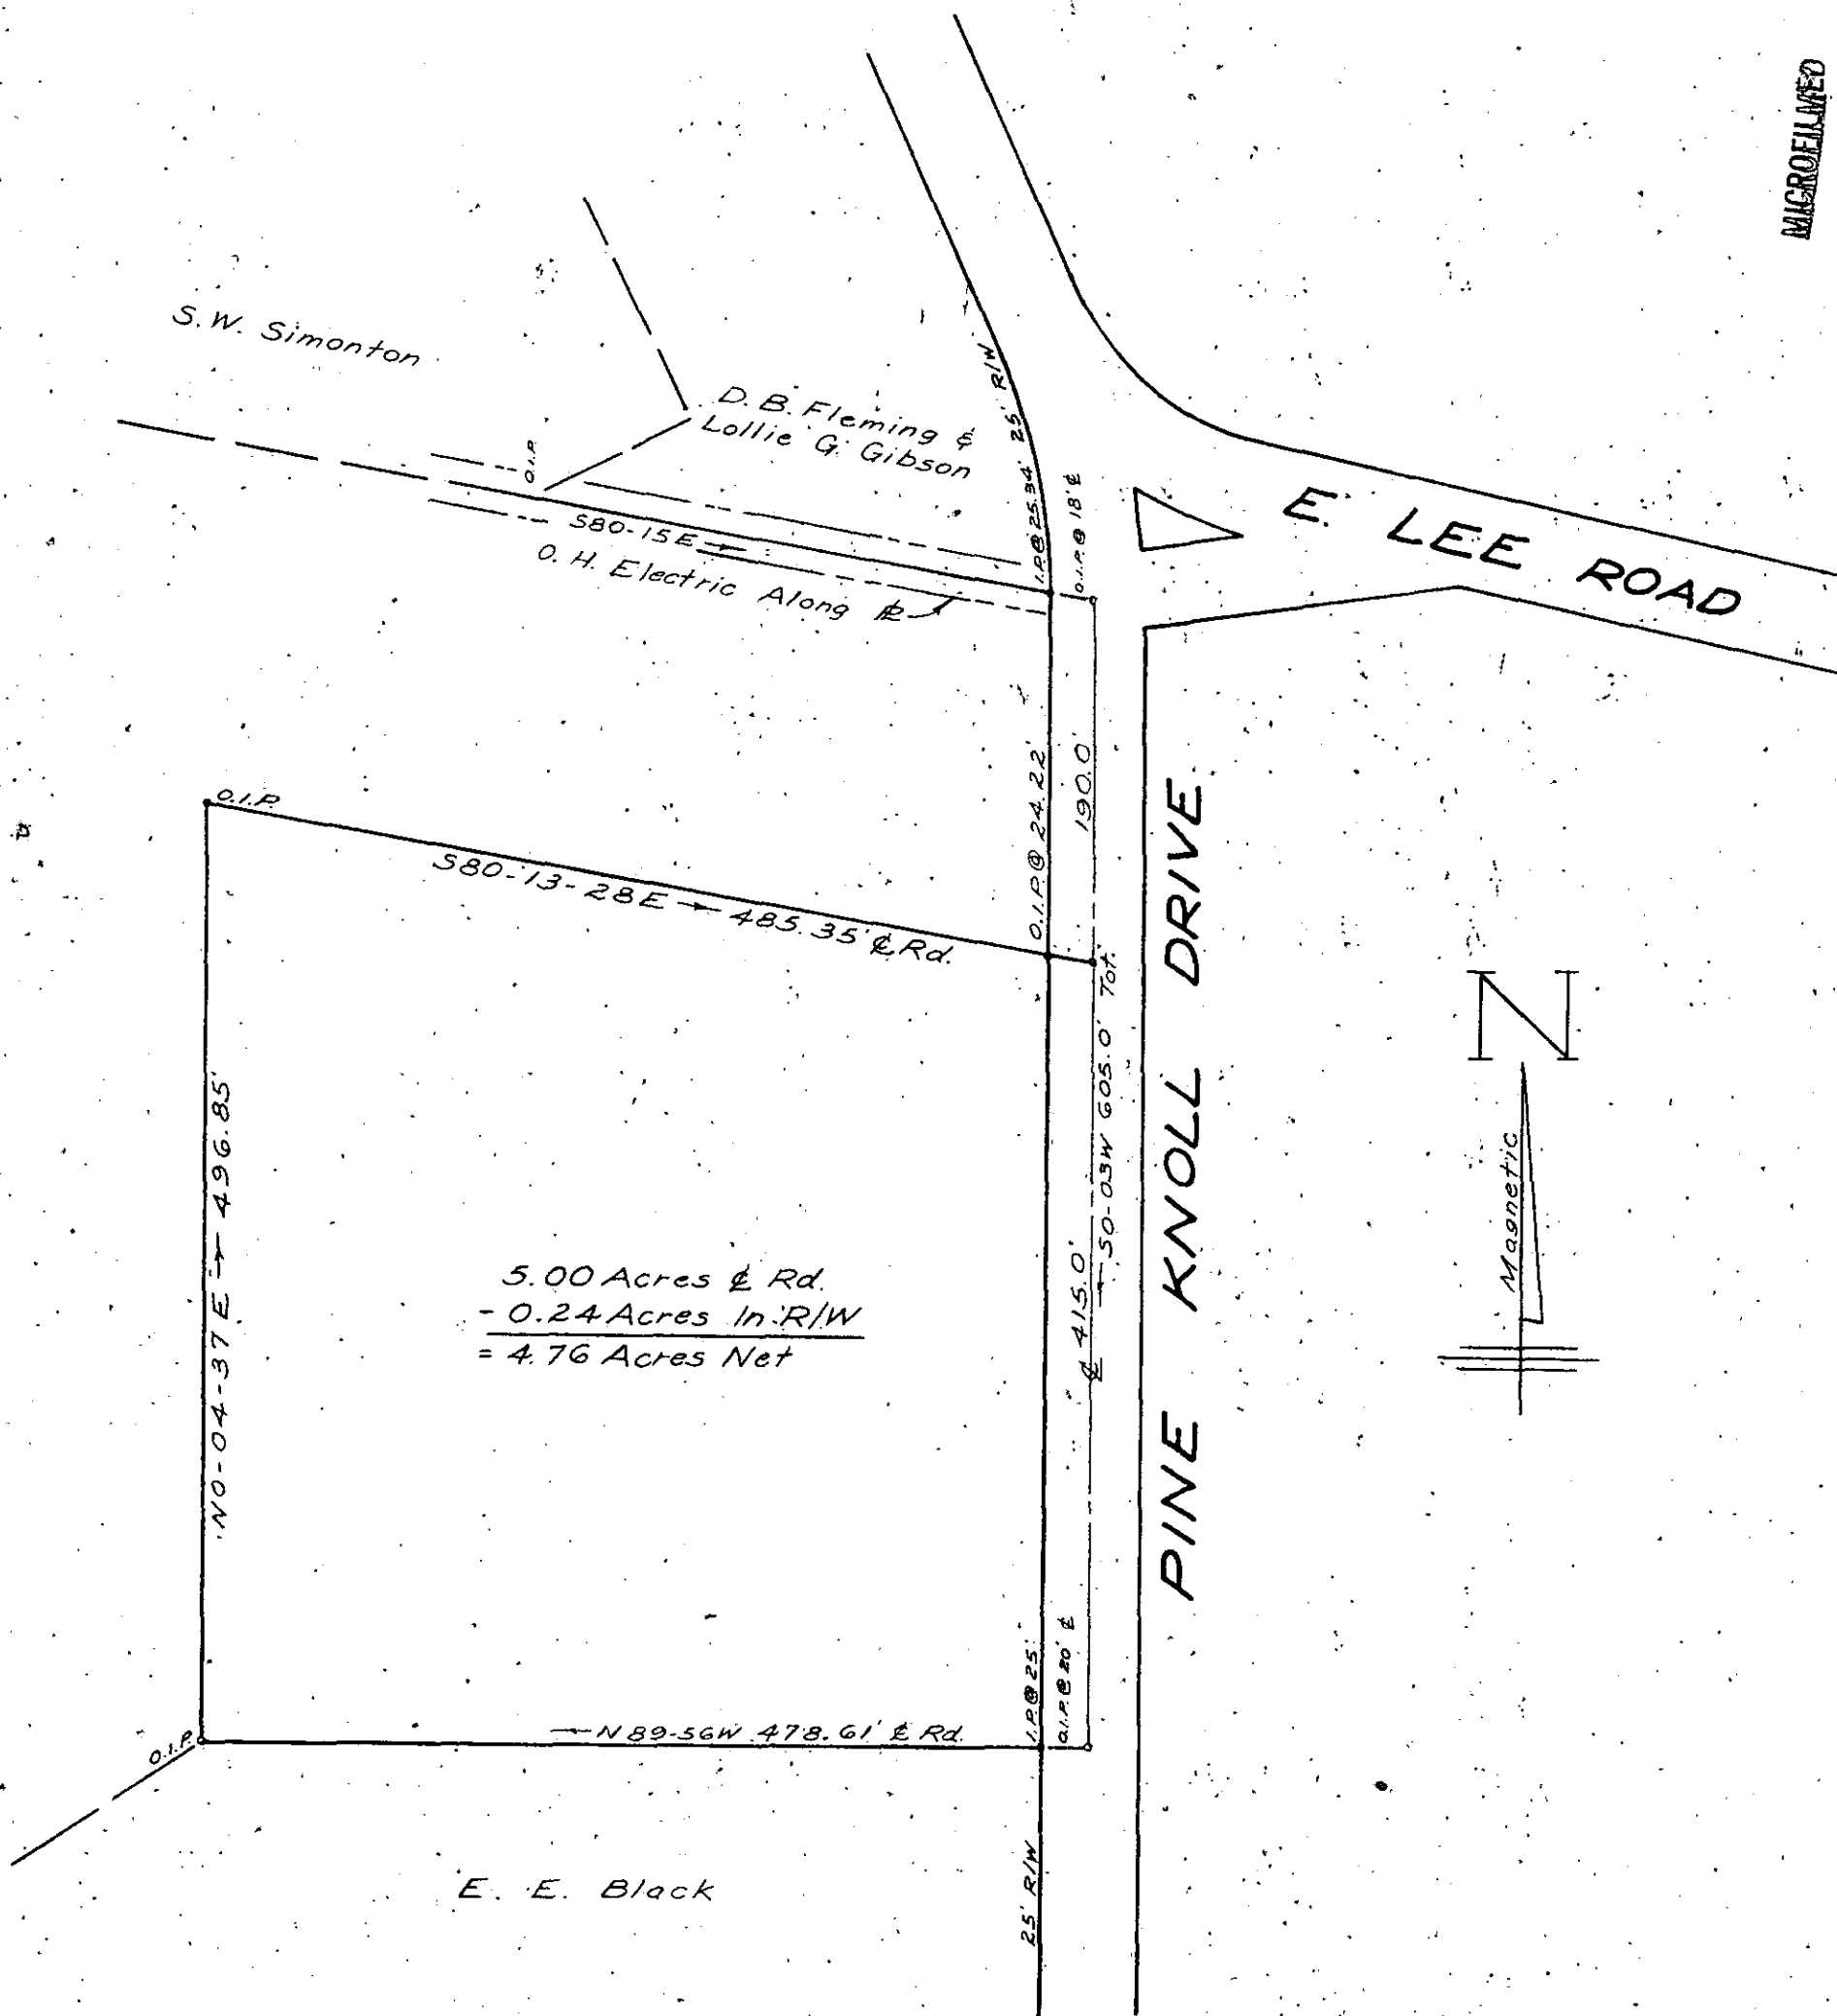 MICROFILMED
S.W. Simonton
D.B. Fleming &
Lollie G. Gibson
25' R/W
O.I.P.
I.P.@ 25.34'
O.I.P.@ 18' ℄
S80-15E
O.H. Electric Along ⅊
E. LEE ROAD
O.I.P.
O.I.P.@ 24.22'
190.0'
S80-13-28E 485.35' ℄ Rd.
N0-04-37E 496.85'
5.00 Acres ℄ Rd.
- 0.24 Acres In R/W
= 4.76 Acres Net
℄ 415.0'
S0-03W 605.0' Tot.
PINE KNOLL DRIVE
N
Magnetic
I.P.@ 25'
O.I.P.@ 20' ℄
O.I.P.
N89-56W 478.61' ℄ Rd.
25' R/W
E. E. Black